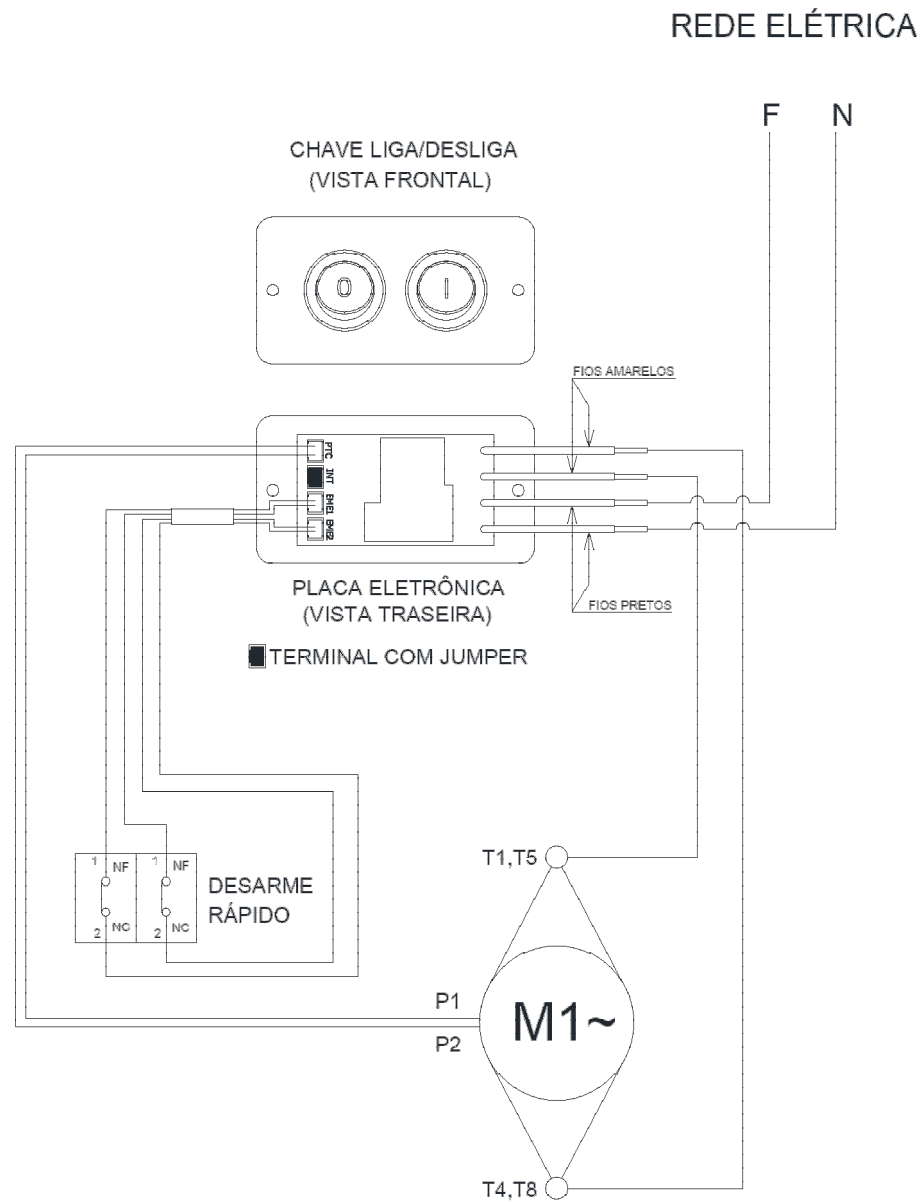 REDE ELÉTRICA
F N
CHAVE LIGA/DESLIGA
(VISTA FRONTAL)
0 I
FIOS AMARELOS
PTC
INT
EME1
EME2
PLACA ELETRÔNICA
(VISTA TRASEIRA)
FIOS PRETOS
TERMINAL COM JUMPER
1 NF 1 NF
2 NC 2 NC
DESARME
RÁPIDO
T1,T5
P1
M1~
P2
T4,T8